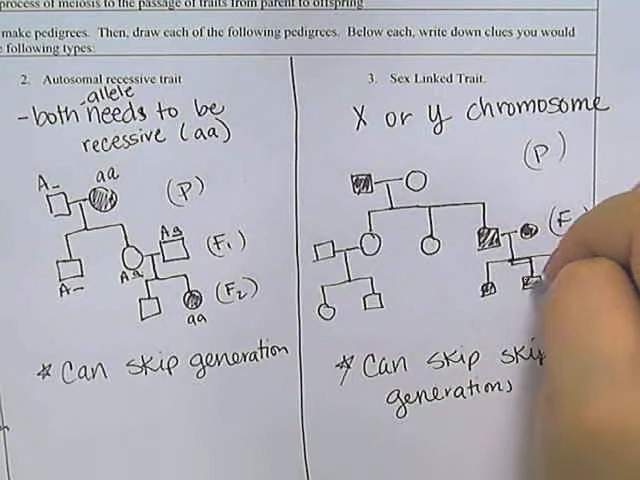 process of meiosis to the passage of traits from parent to offspring
make pedigrees. Then, draw each of the following pedigrees. Below each, write down clues you would
following types:
2. Autosomal recessive trait
allele
- both needs to be
recessive (aa)
A_ aa (P)
Aa (F1)
A_ Aa
(F2)
aa
* Can skip generation
3. Sex Linked Trait.
X or Y chromosome
(P)
(F
* Can skip skip
generations